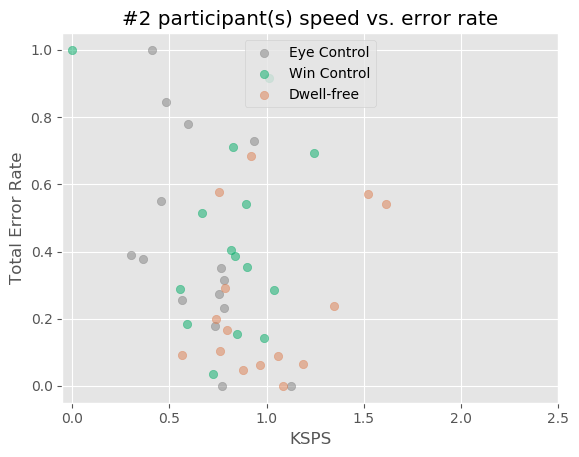 #2 participant(s) speed vs. error rate
Eye Control
Win Control
Dwell-free
Total Error Rate
1.0
0.8
0.6
0.4
0.2
0.0
0.0 0.5 1.0 1.5 2.0 2.5
KSPS